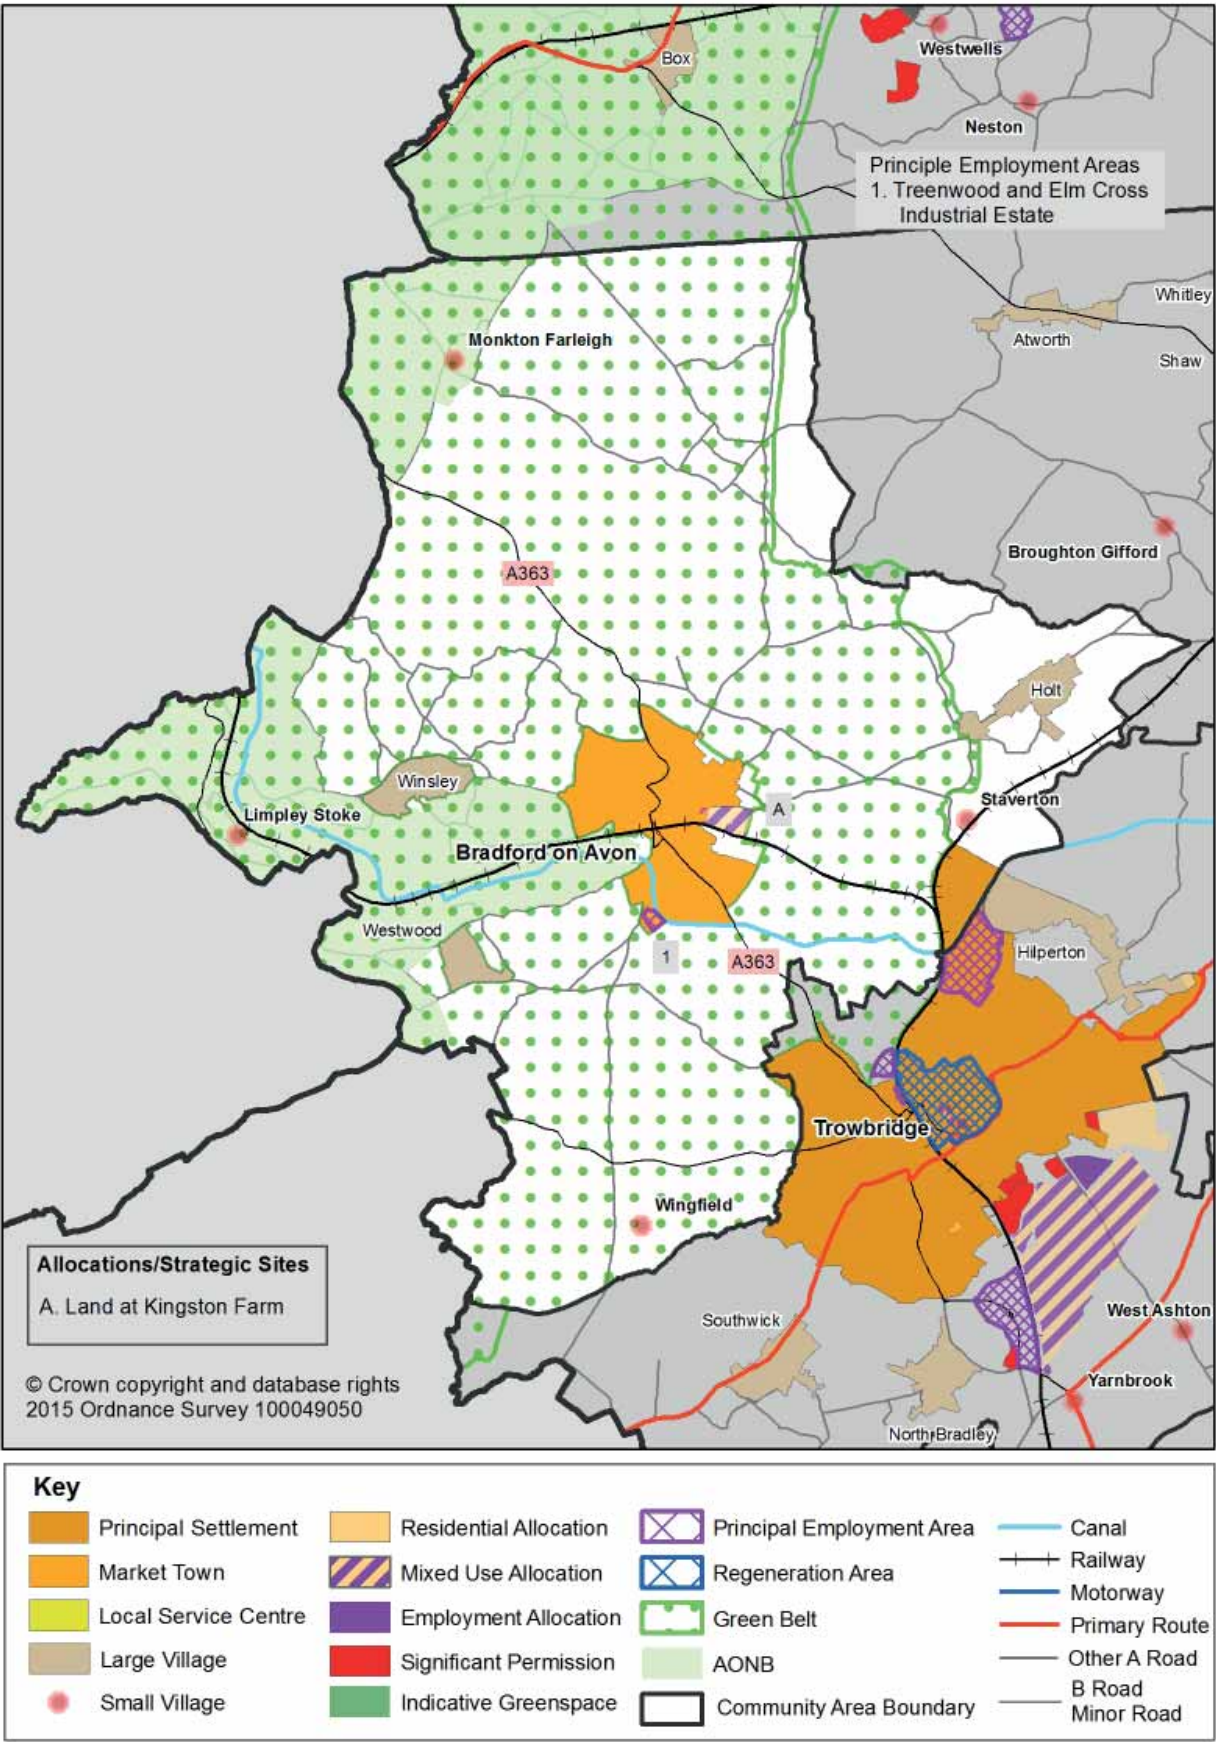 Box
Westwells
Neston
Principle Employment Areas
1. Treenwood and Elm Cross
Industrial Estate
Whitley
Atworth
Shaw
Monkton Farleigh
Broughton Gifford
A363
Holt
Winsley
Limpley Stoke
A
Staverton
Bradford on Avon
Westwood
1
A363
Hilperton
Trowbridge
Wingfield
Allocations/Strategic Sites
A. Land at Kingston Farm
Southwick
West Ashton
Yarnbrook
North Bradley
© Crown copyright and database rights
2015 Ordnance Survey 100049050
Key
Principal Settlement
Market Town
Local Service Centre
Large Village
Small Village
Residential Allocation
Mixed Use Allocation
Employment Allocation
Significant Permission
Indicative Greenspace
Principal Employment Area
Regeneration Area
Green Belt
AONB
Community Area Boundary
Canal
Railway
Motorway
Primary Route
Other A Road
B Road
Minor Road